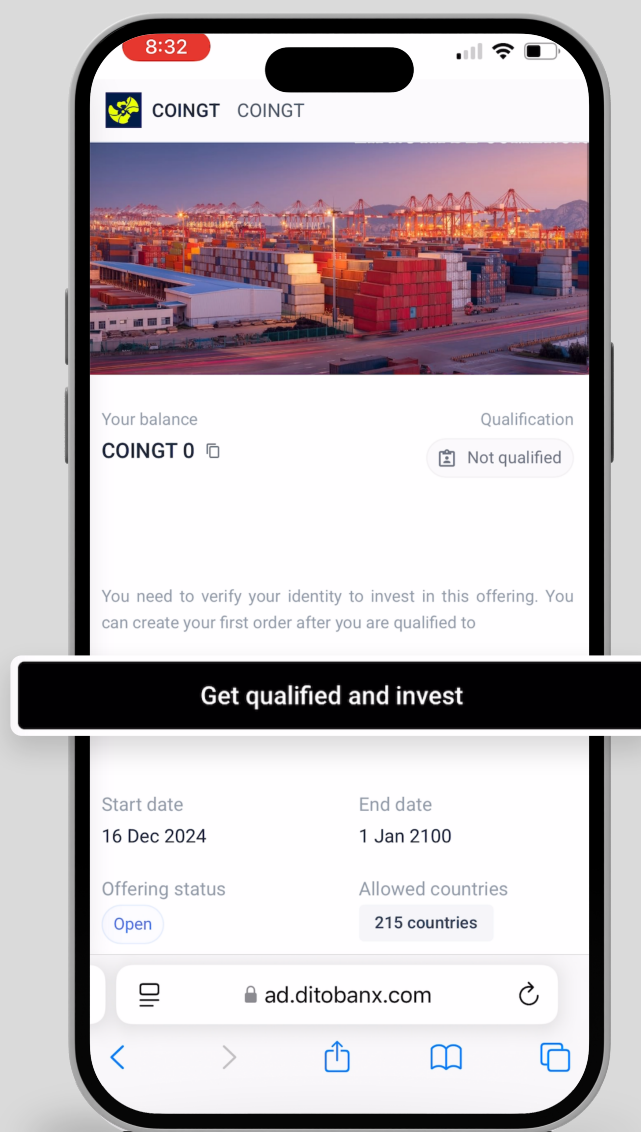 8:32
COINGT COINGT
Your balance
Qualification
COINGT 0
Not qualified
You need to verify your identity to invest in this offering. You
can create your first order after you are qualified to
Get qualified and invest
Start date
End date
16 Dec 2024
1 Jan 2100
Offering status
Allowed countries
Open
215 countries
ad.ditobanx.com